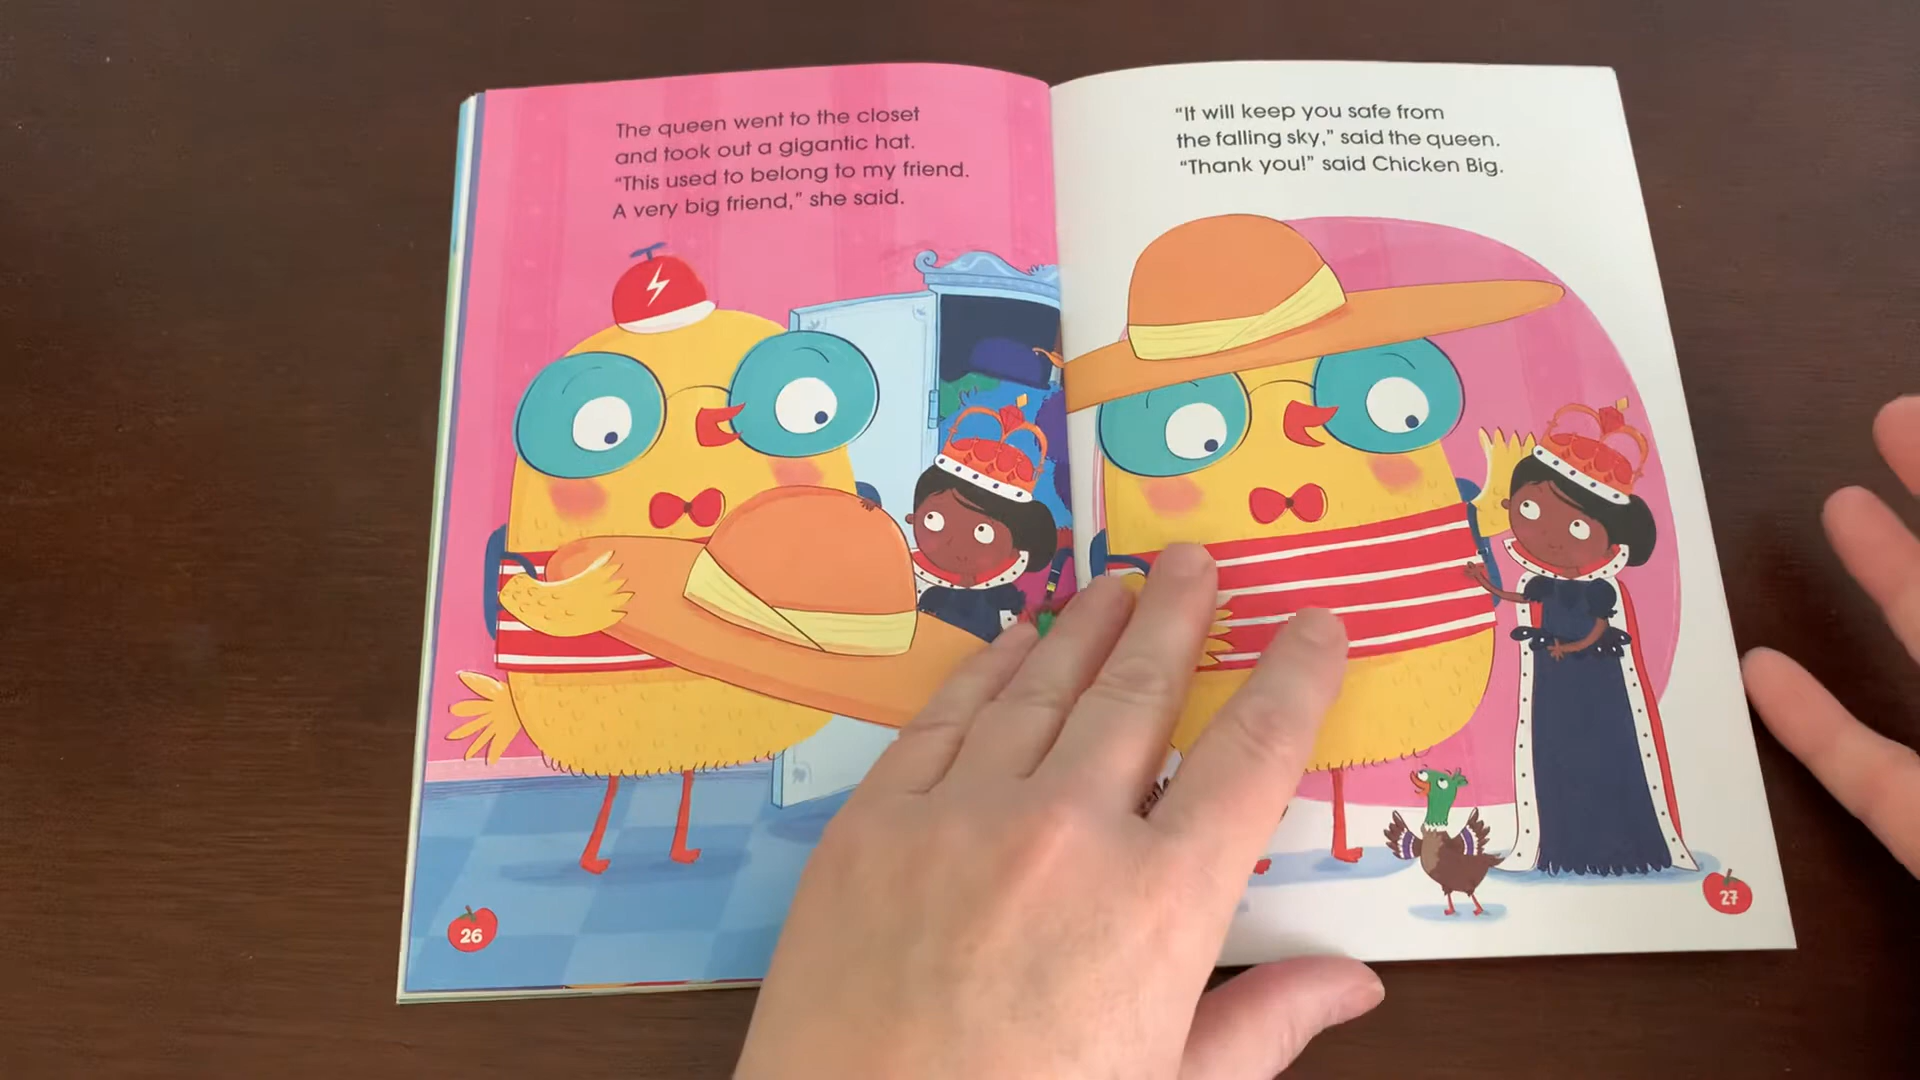 The queen went to the closet
and took out a gigantic hat.
“This used to belong to my friend.
A very big friend,” she said.
26
“It will keep you safe from
the falling sky,” said the queen.
“Thank you!” said Chicken Big.
27